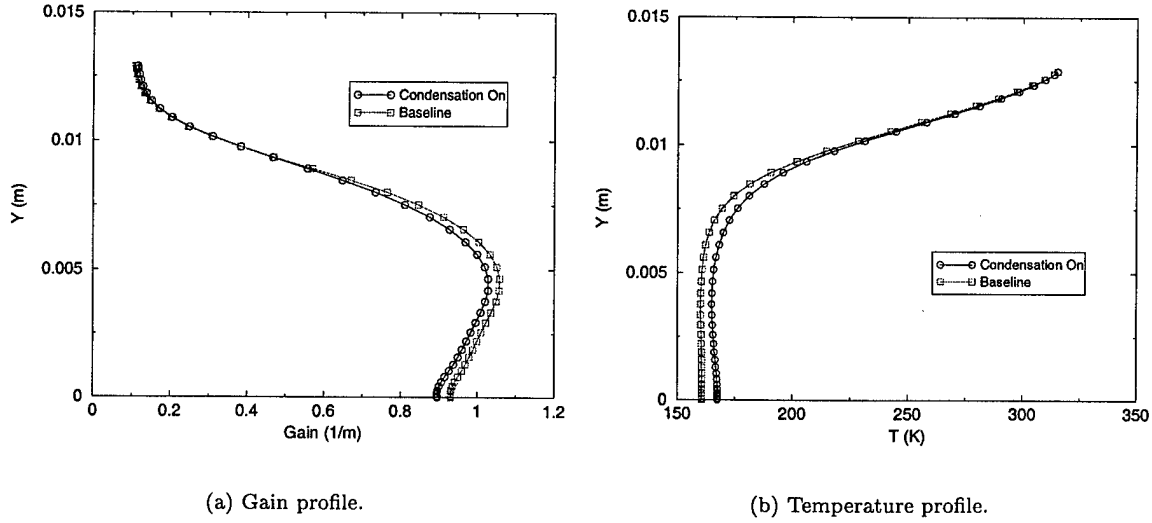 0.015
0.01
0.005
0
Y (m)
0
0.2
0.4
0.6
0.8
1
1.2
Gain (1/m)
Condensation On
Baseline
(a) Gain profile.
0.015
0.01
0.005
0
Y (m)
150
200
250
300
350
T (K)
Condensation On
Baseline
(b) Temperature profile.